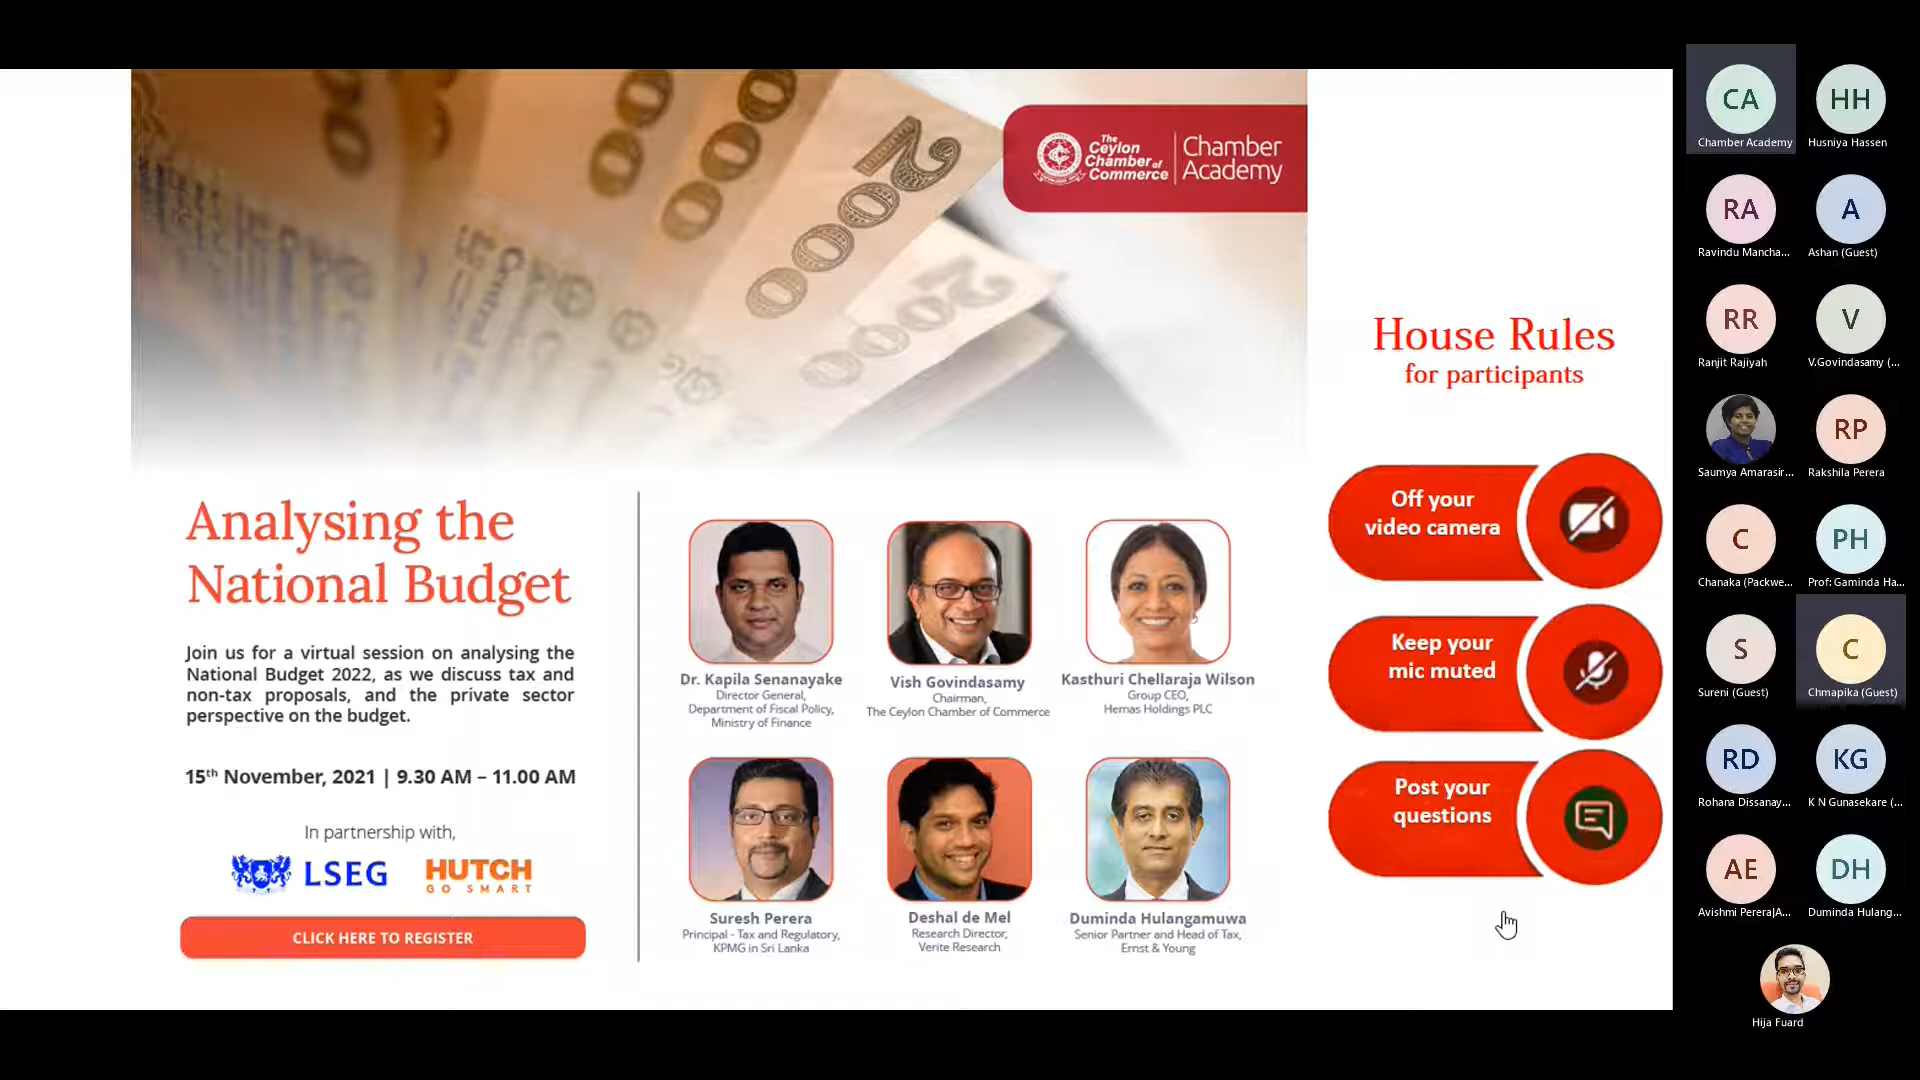 2000
2000
The
Ceylon
Chamber of
Commerce
Chamber
Academy
House Rules
for participants
Off your
video camera
Keep your
mic muted
Post your
questions
Analysing the
National Budget
Join us for a virtual session on analysing the
National Budget 2022, as we discuss tax and
non-tax proposals, and the private sector
perspective on the budget.
15th November, 2021 | 9.30 AM – 11.00 AM
In partnership with,
LSEG
HUTCH
GO SMART
CLICK HERE TO REGISTER
Dr. Kapila Senanayake
Director General,
Department of Fiscal Policy,
Ministry of Finance
Vish Govindasamy
Chairman,
The Ceylon Chamber of Commerce
Kasthuri Chellaraja Wilson
Group CEO,
Hemas Holdings PLC
Suresh Perera
Principal - Tax and Regulatory,
KPMG in Sri Lanka
Deshal de Mel
Research Director,
Verite Research
Duminda Hulangamuwa
Senior Partner and Head of Tax,
Ernst & Young
CA
Chamber Academy
HH
Husniya Hassen
RA
Ravindu Mancha...
A
Ashan (Guest)
RR
Ranjit Rajiyah
V
V.Govindasamy (...
Saumya Amarasir...
RP
Rakshila Perera
C
Chanaka (Packwe...
PH
Prof: Gaminda Ha...
S
Sureni (Guest)
C
Chmapika (Guest)
RD
Rohana Dissanay...
KG
K N Gunasekare (...
AE
Avishmi Perera|A...
DH
Duminda Hulang...
Hija Fuard